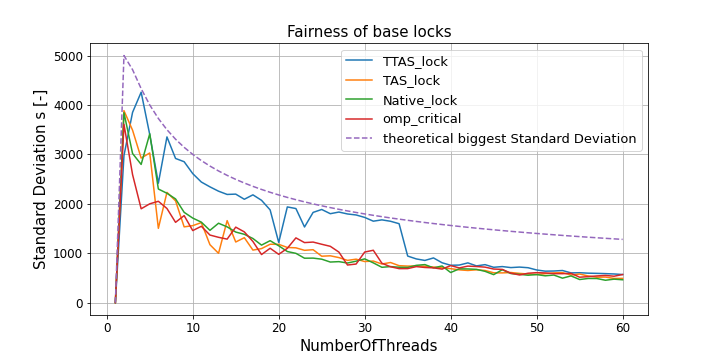 Fairness of base locks
Standard Deviation s [-]
5000
4000
3000
2000
1000
0
TTAS_lock
TAS_lock
Native_lock
omp_critical
theoretical biggest Standard Deviation
0 10 20 30 40 50 60
NumberOfThreads